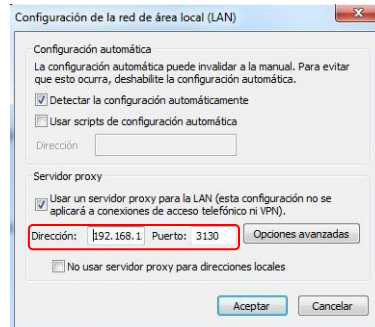 Configuración de la red de área local (LAN)
Configuración automática
La configuración automática puede invalidar a la manual. Para evitar
que esto ocurra, deshabilite la configuración automática.
Detectar la configuración automáticamente
Usar scripts de configuración automática
Dirección
Servidor proxy
Usar un servidor proxy para la LAN (esta configuración no se
aplicará a conexiones de acceso telefónico ni VPN).
Dirección: 192.168.1 Puerto: 3130 Opciones avanzadas
No usar servidor proxy para direcciones locales
Aceptar Cancelar